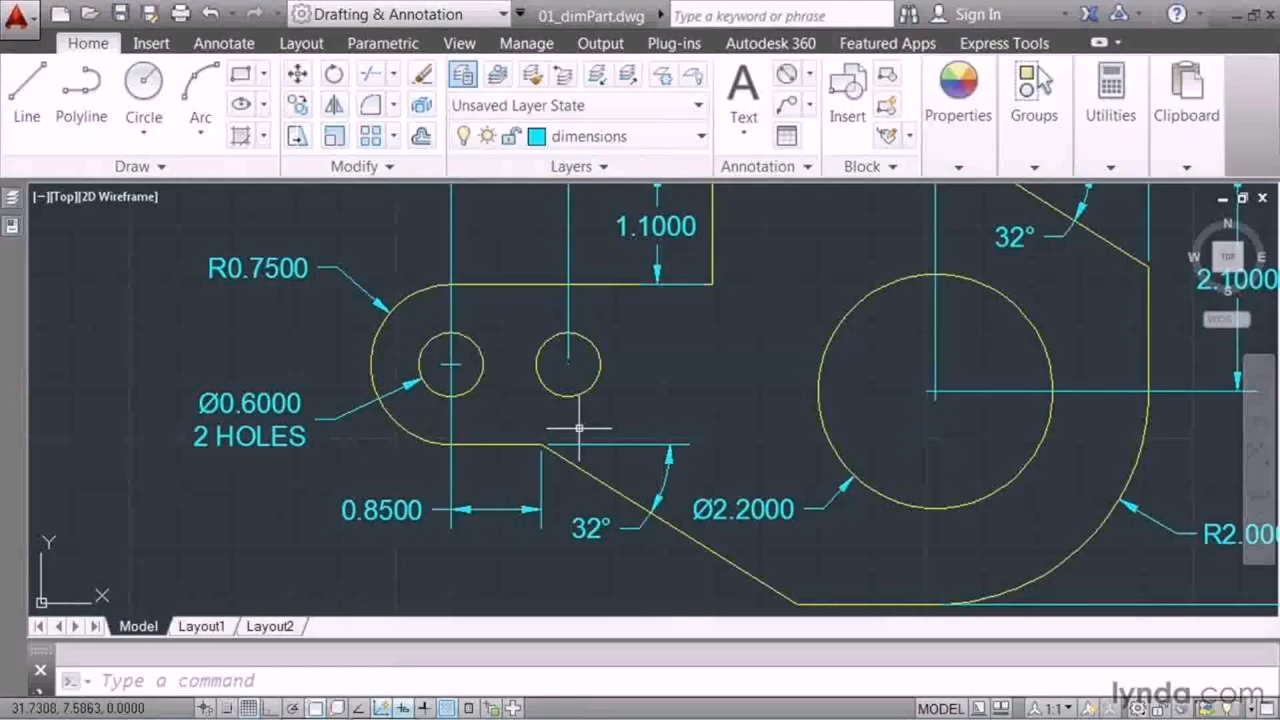 Drafting & Annotation
01_dimPart.dwg
Type a keyword or phrase
Sign In
Home Insert Annotate Layout Parametric View Manage Output Plug-ins Autodesk 360 Featured Apps Express Tools
Line Polyline Circle Arc
Unsaved Layer State
dimensions
Text
Insert
Properties
Groups
Utilities
Clipboard
Draw
Modify
Layers
Annotation
Block
[−][Top][2D Wireframe]
N
W TOP E
S
WCS
1.1000
32°
2.1000
R0.7500
Ø0.6000
2 HOLES
0.8500
32°
Ø2.2000
R2.00
Y
X
Model Layout1 Layout2
Type a command
31.7308, 7.5863, 0.0000
MODEL
1:1
lynda.com